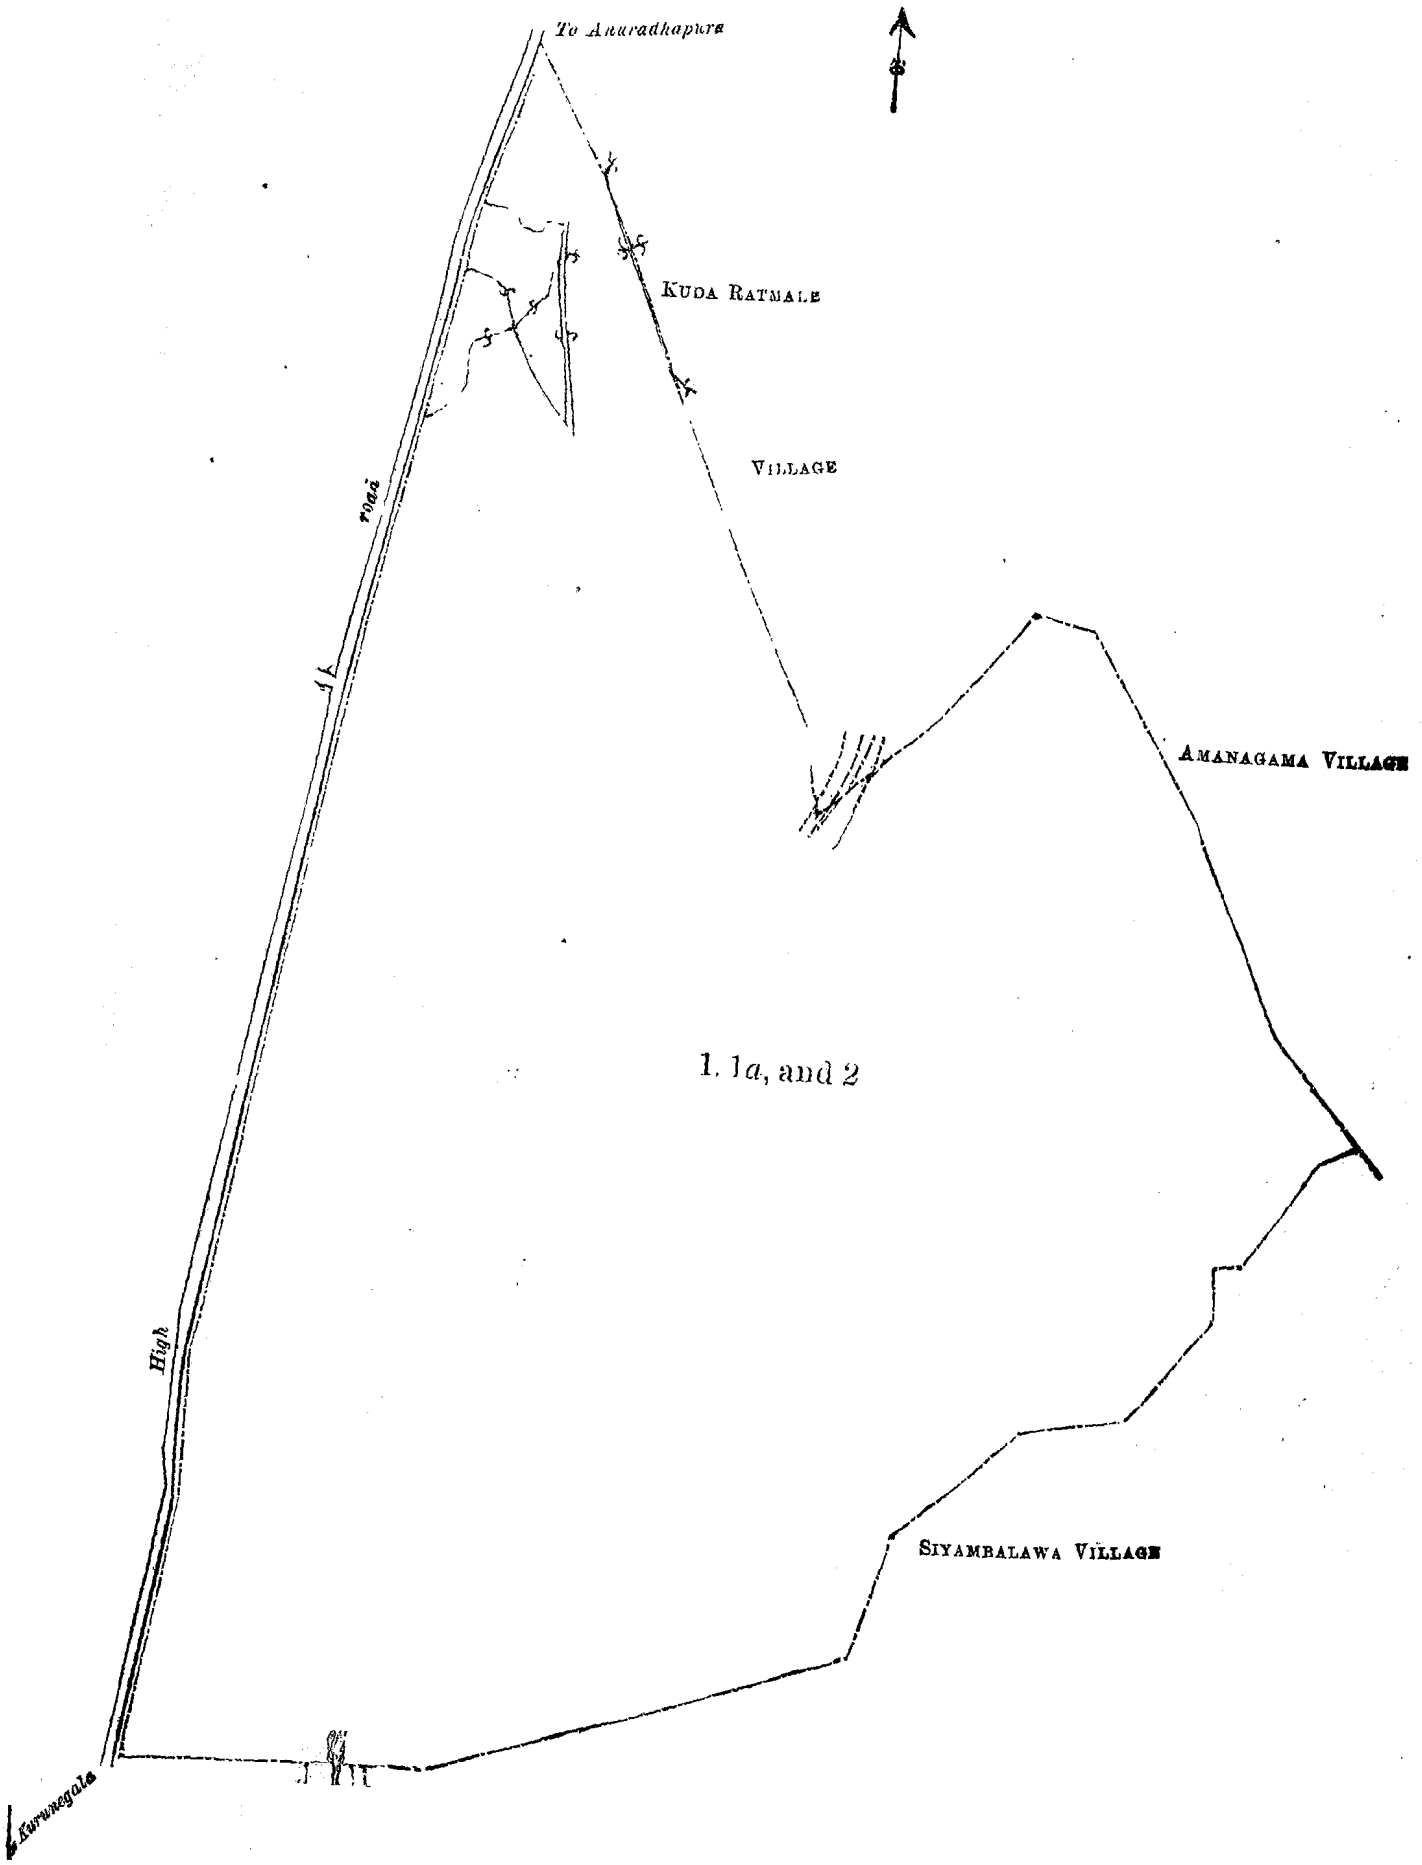 To Anuradhapura
KUDA RATMALE
VILLAGE
road
AMANAGAMA VILLAGE
1. 1a, and 2
High
SIYAMBALAWA VILLAGE
Kurunegala